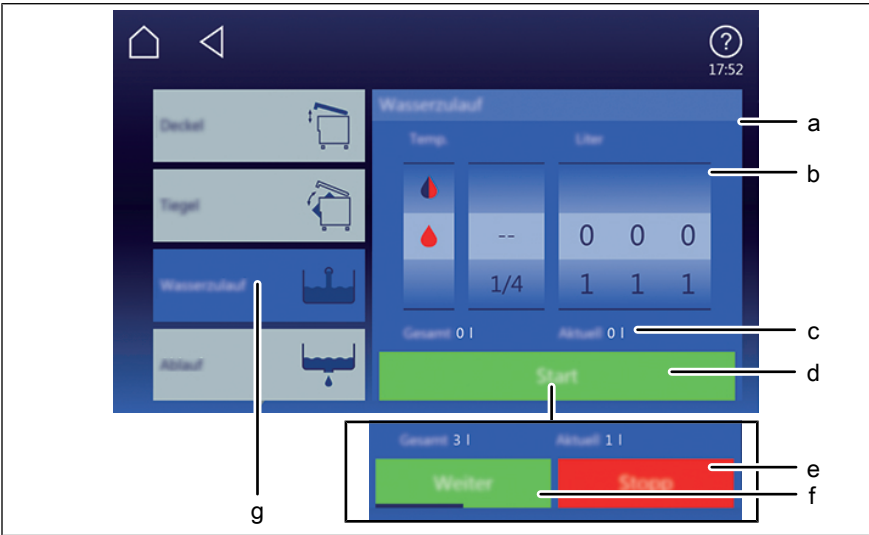 ?
17:52
Deckel
Wasserzulauf
a
Temp.
Liter
b
Tiegel
--
0 0 0
1/4
1 1 1
Wasserzulauf
Gesamt 0 l
Aktuell 0 l
c
Ablauf
Start
d
Gesamt 3 l
Aktuell 1 l
Weiter
Stopp
e
f
g